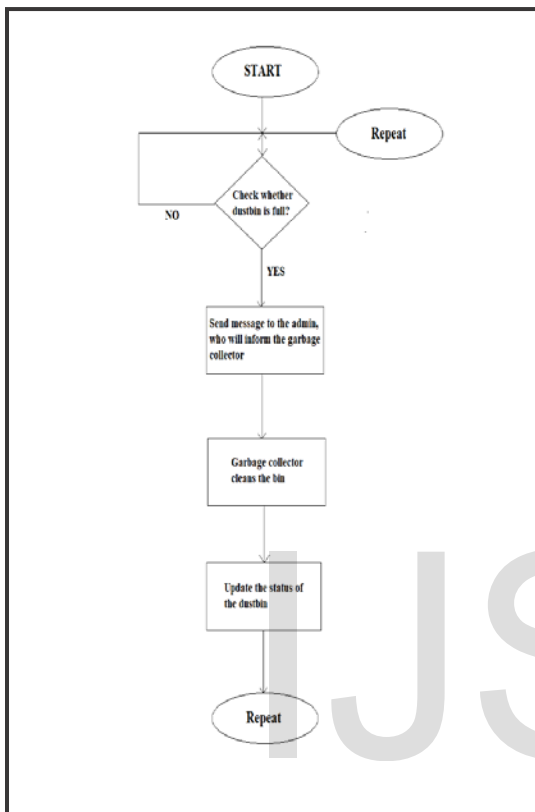 START
Repeat
Check whether
dustbin is full?
NO
YES
Send message to the admin,
who will inform the garbage
collector
Garbage collector
cleans the bin
Update the status of
the dustbin
Repeat
IJS